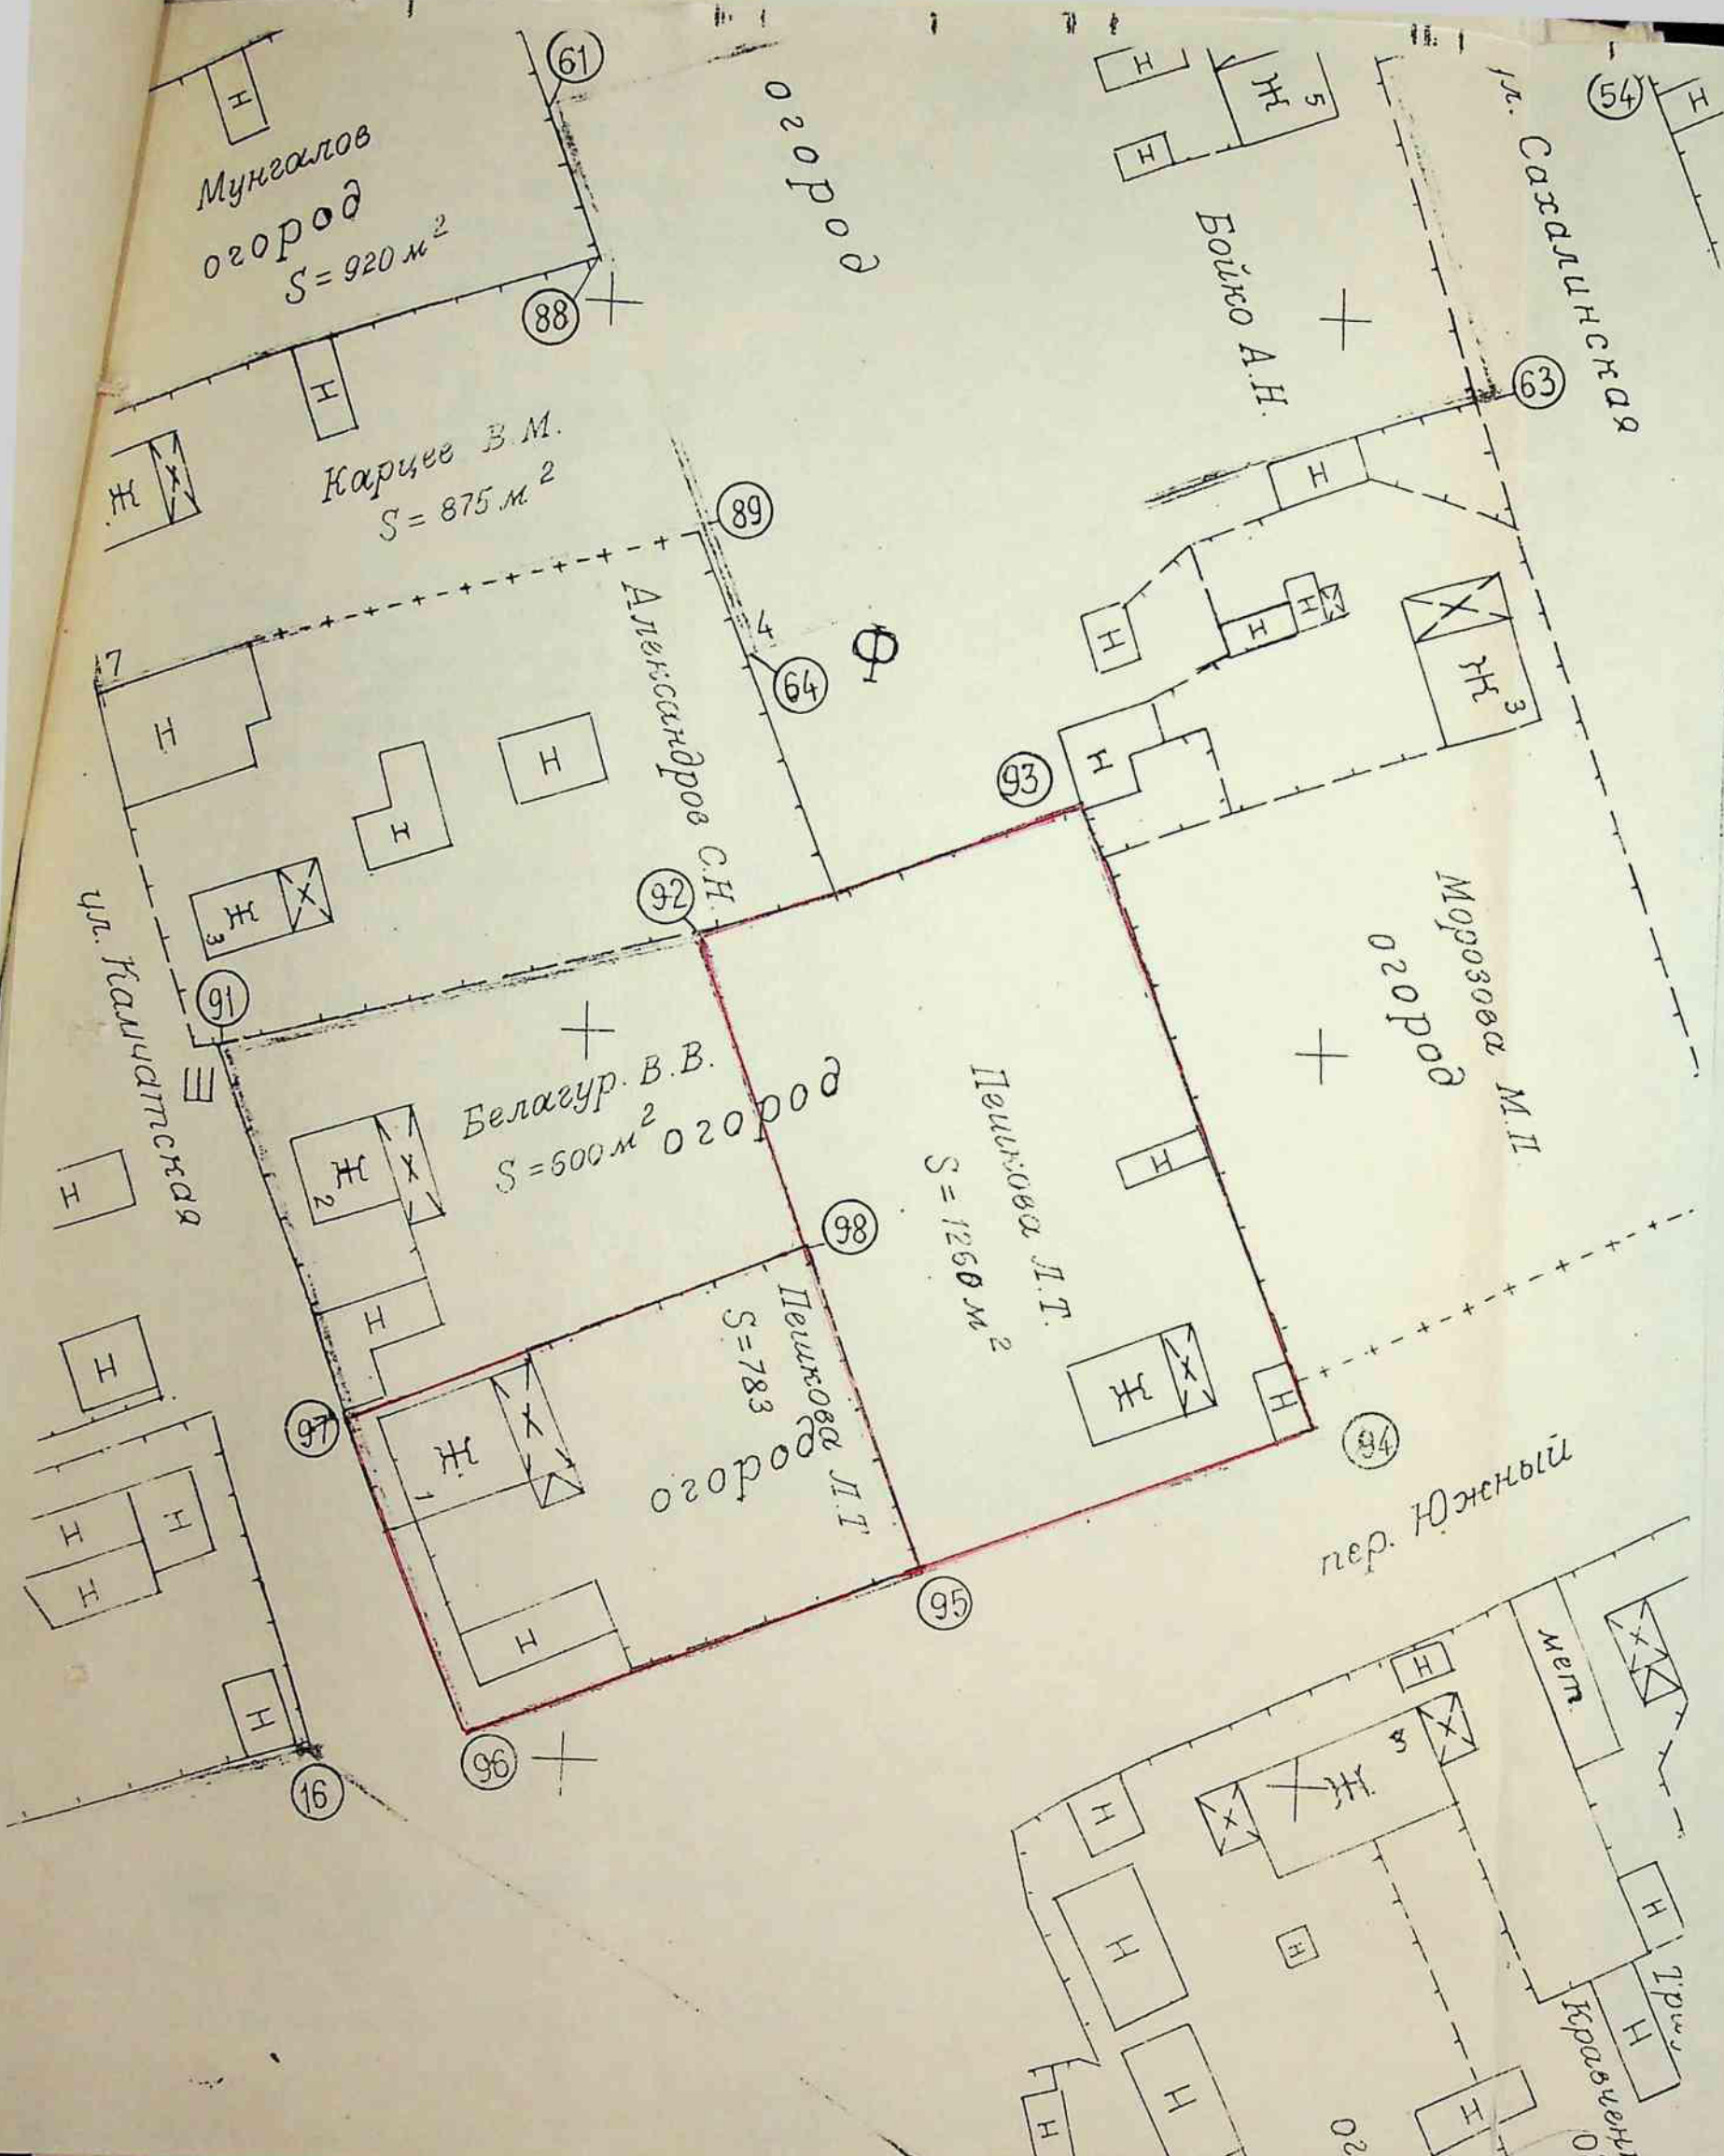 61
огород
Н
Н
Ж 5
Н
ул. Сахалинская
54
Н
Мунгалов
огород
S = 920 м²
88
Бойко А.Н.
63
Н
Карцев В.М.
S = 875 м²
Ж
Х
89
Александров С.Н.
4
64
Ф
Н
Н
Н
Н
Х
Ж 3
7
Н
Н
Н
93
Н
Х
Ж
3
92
Морозова М.П.
огород
ул. Камчатская
91
Белагур. В.В.
S = 600 м²
огород
Ж
2
Х
Н
Н
98
Пешкова Л.Т.
S = 1260 м²
Н
Ж
Х
Н
94
Пешкова Л.Т
S = 783
огород
97
Ж
1
Х
Н
Н
95
пер. Южный
Н
Н
Н
Н
16
96
мет.
Х
Н
Х
Ж
Х
Н
Н
Н
Н
Н
Н
Н
Н